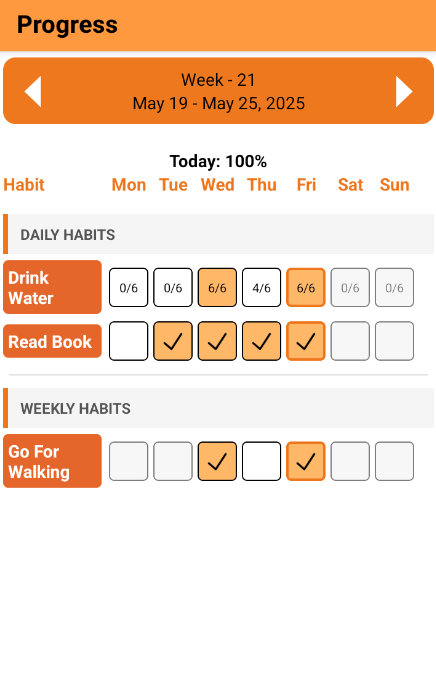 Progress
Week - 21
May 19 - May 25, 2025
Today: 100%
Habit Mon Tue Wed Thu Fri Sat Sun
DAILY HABITS
Drink
Water
0/6 0/6 6/6 4/6 6/6 0/6 0/6
Read Book
WEEKLY HABITS
Go For
Walking